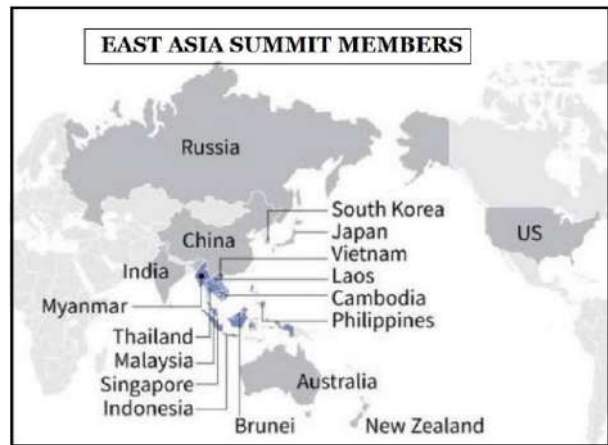 EAST ASIA SUMMIT MEMBERS
Russia
South Korea
Japan
China
Vietnam
US
India
Laos
Myanmar
Cambodia
Philippines
Thailand
Malaysia
Singapore
Australia
Indonesia
Brunei
New Zealand